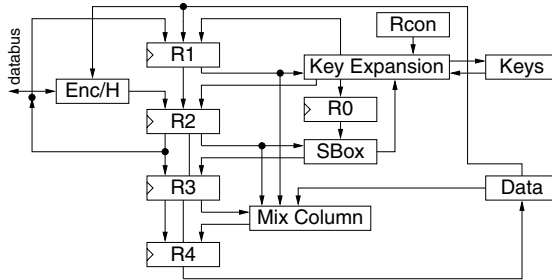 Rcon
databus
R1
Key Expansion
Keys
Enc/H
R0
R2
SBox
R3
Data
Mix Column
R4